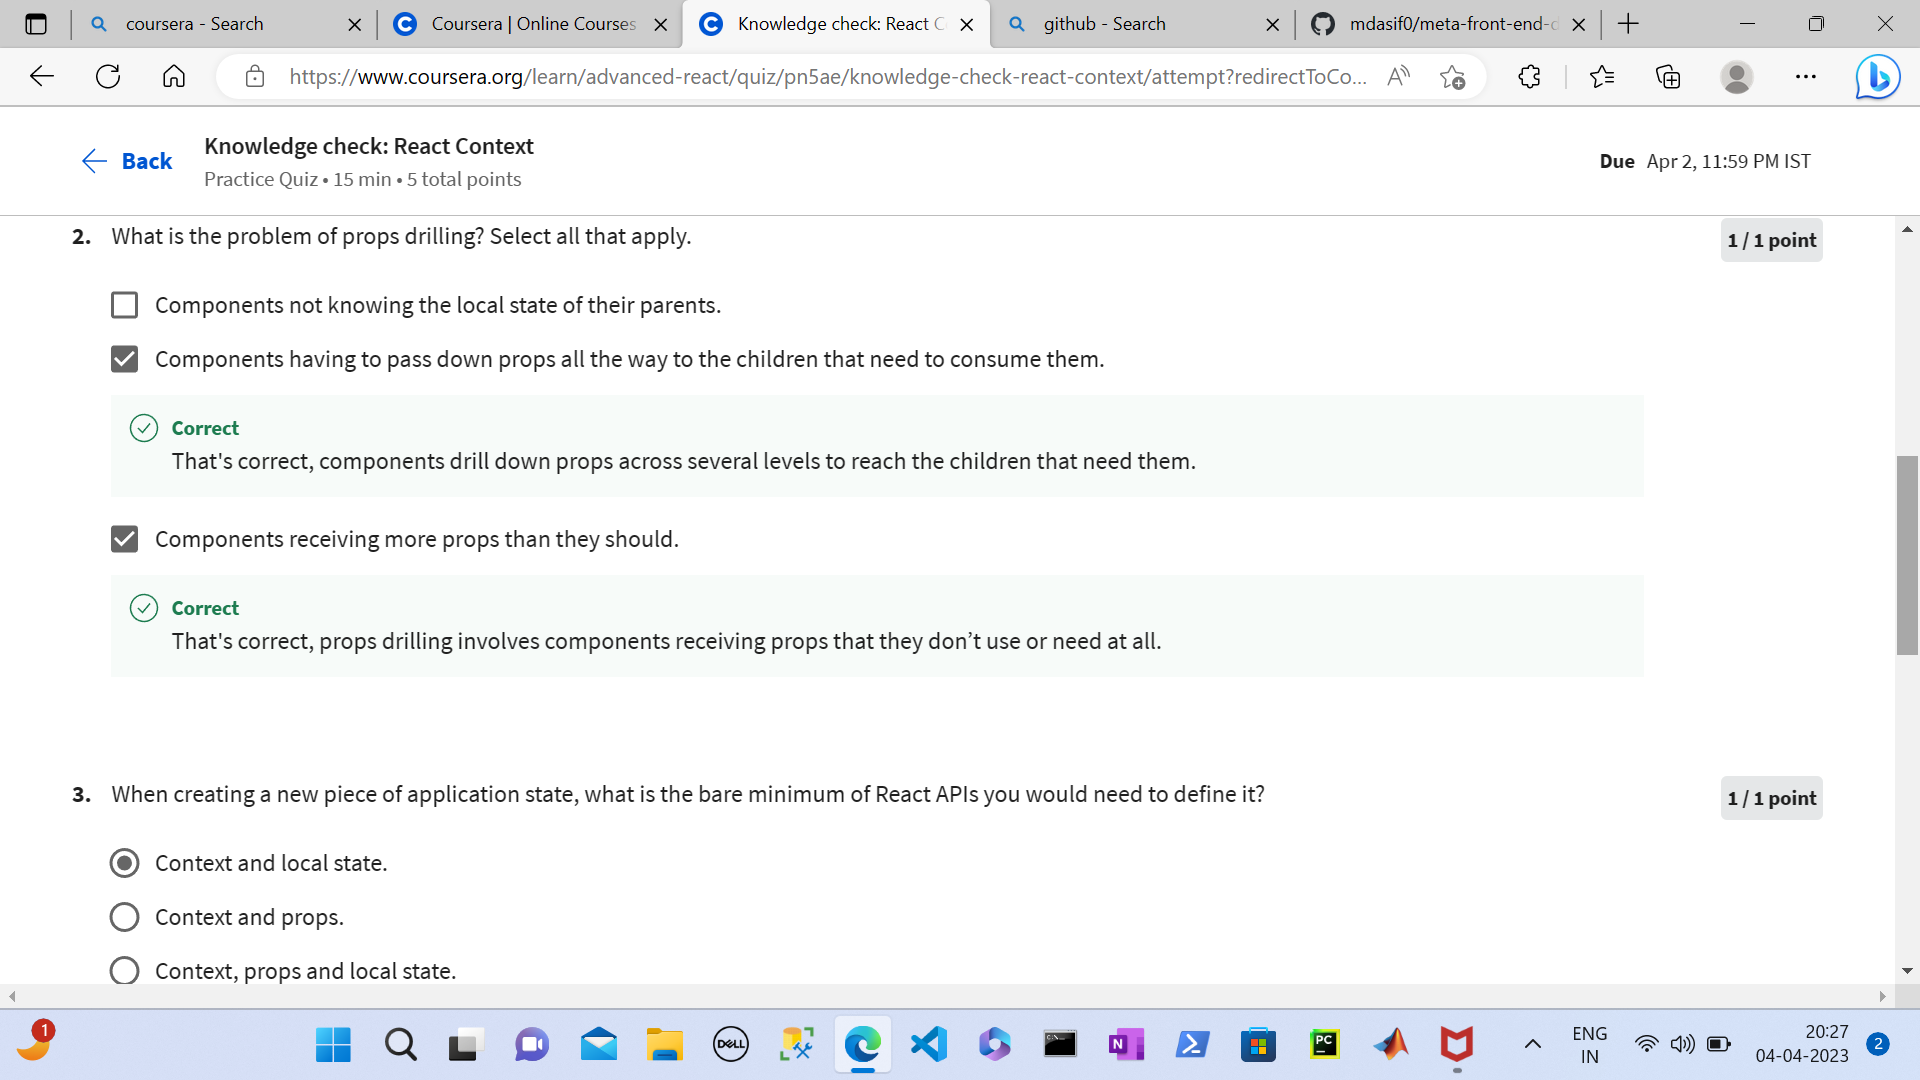 coursera - Search
Coursera | Online Courses
Knowledge check: React C
github - Search
mdasif0/meta-front-end-d
https://www.coursera.org/learn/advanced-react/quiz/pn5ae/knowledge-check-react-context/attempt?redirectToCo...
Back
Knowledge check: React Context
Practice Quiz • 15 min • 5 total points
Due Apr 2, 11:59 PM IST
2. What is the problem of props drilling? Select all that apply.
1 / 1 point
Components not knowing the local state of their parents.
Components having to pass down props all the way to the children that need to consume them.
Correct
That's correct, components drill down props across several levels to reach the children that need them.
Components receiving more props than they should.
Correct
That's correct, props drilling involves components receiving props that they don’t use or need at all.
3. When creating a new piece of application state, what is the bare minimum of React APIs you would need to define it?
1 / 1 point
Context and local state.
Context and props.
Context, props and local state.
1
DELL
N
PC
ENG
IN
20:27
04-04-2023
2